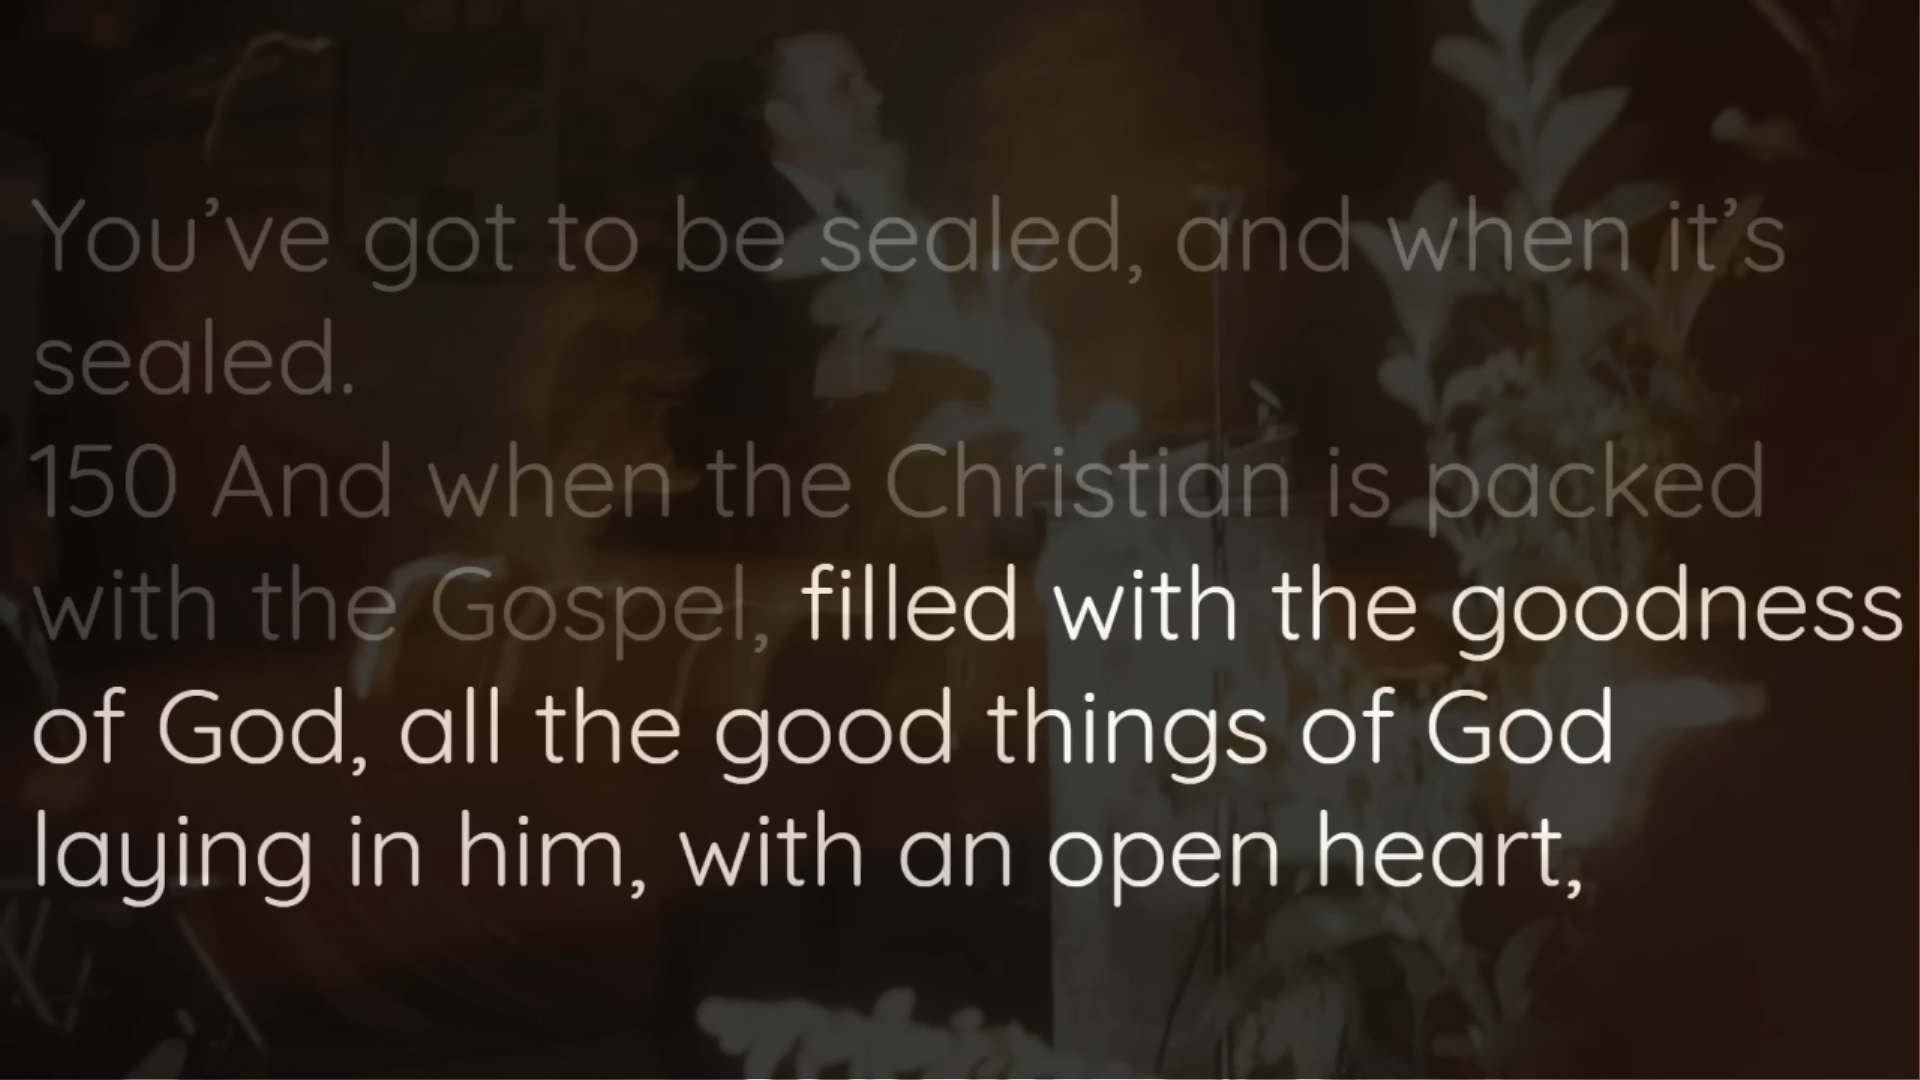 You’ve got to be sealed, and when it’s
sealed.
150 And when the Christian is packed
with the Gospel, filled with the goodness
of God, all the good things of God
laying in him, with an open heart,